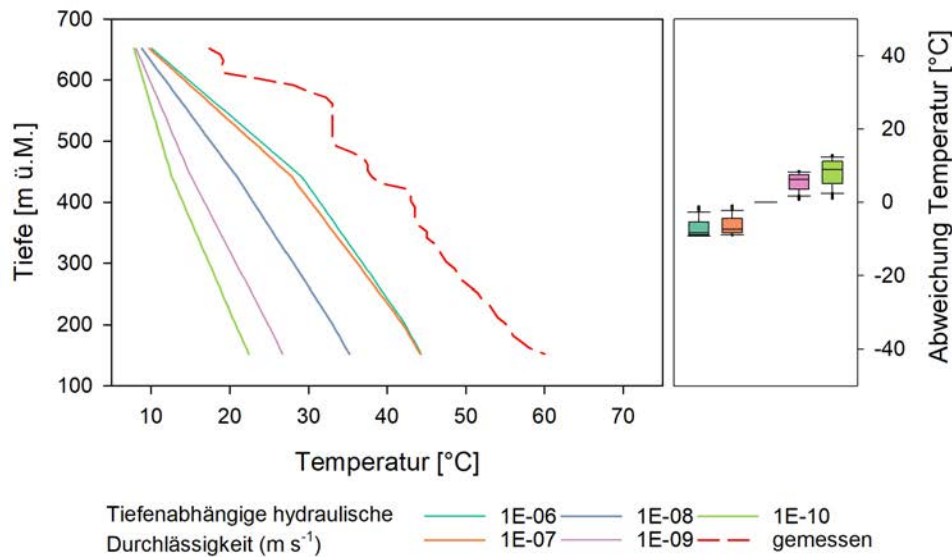 700
600
500
400
300
200
100
Tiefe [m ü.M.]
10 20 30 40 50 60 70
Temperatur [°C]
40
20
0
-20
-40
Abweichung Temperatur [°C]
Tiefenabhängige hydraulische
Durchlässigkeit (m s⁻¹)
1E-06 1E-08 1E-10
1E-07 1E-09 gemessen